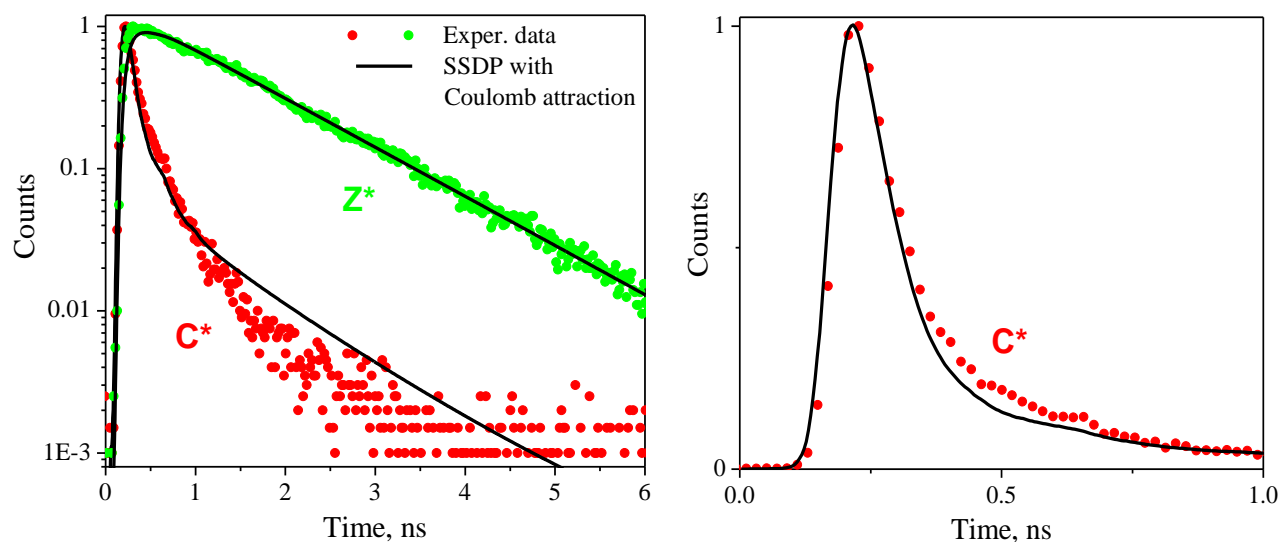 1
0.1
0.01
1E-3
Counts
Exper. data
SSDP with
Coulomb attraction
Z*
C*
0 1 2 3 4 5 6
Time, ns
1
0
Counts
C*
0.0 0.5 1.0
Time, ns